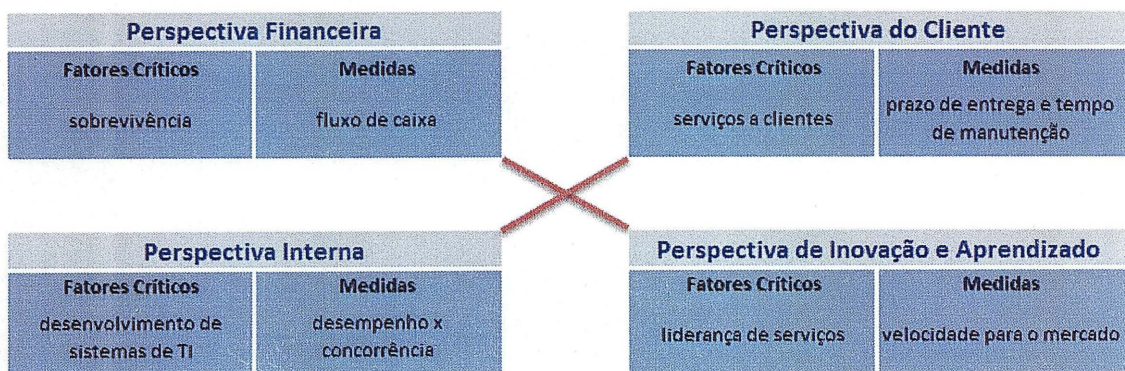 Perspectiva Financeira
Fatores Críticos
Medidas
sobrevivência
fluxo de caixa
Perspectiva do Cliente
Fatores Críticos
Medidas
serviços a clientes
prazo de entrega e tempo
de manutenção
Perspectiva Interna
Fatores Críticos
Medidas
desenvolvimento de
sistemas de TI
desempenho x
concorrência
Perspectiva de Inovação e Aprendizado
Fatores Críticos
Medidas
liderança de serviços
velocidade para o mercado